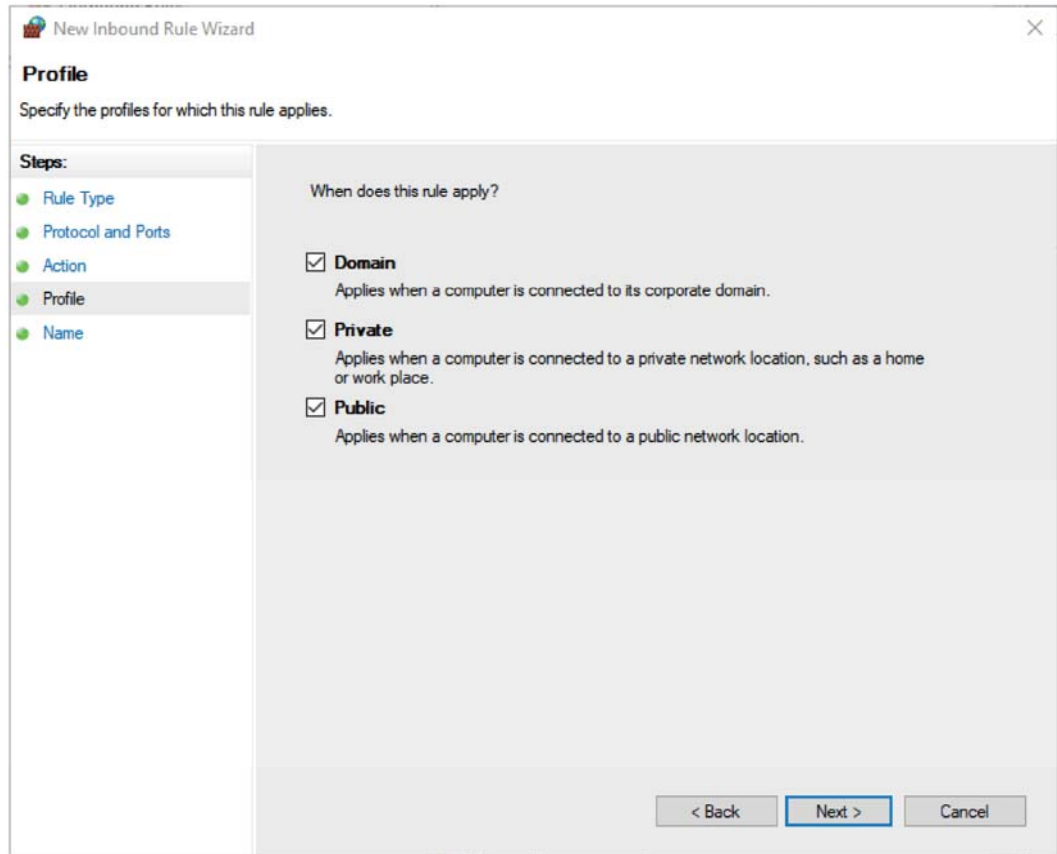 New Inbound Rule Wizard
Profile
Specify the profiles for which this rule applies.
Steps:
Rule Type
Protocol and Ports
Action
Profile
Name
When does this rule apply?
Domain
Applies when a computer is connected to its corporate domain.
Private
Applies when a computer is connected to a private network location, such as a home
or work place.
Public
Applies when a computer is connected to a public network location.
< Back
Next >
Cancel